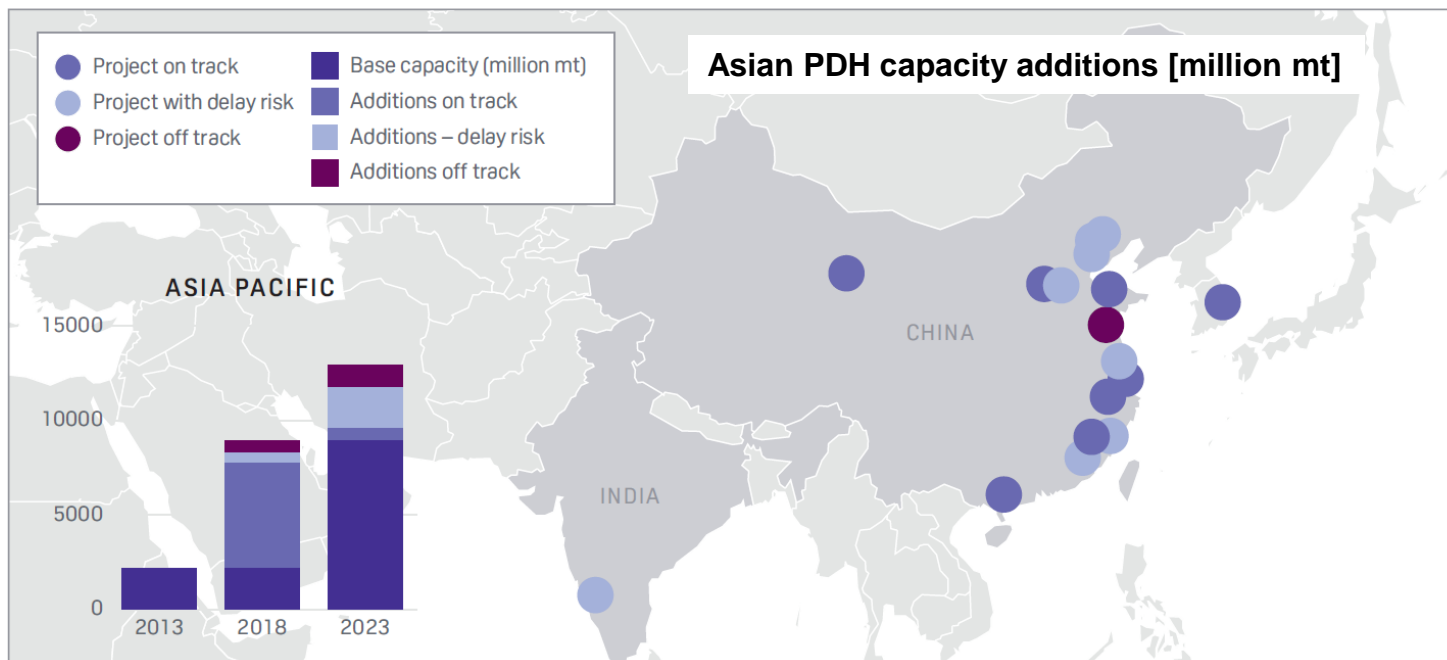 Asian PDH capacity additions [million mt]
Project on track
Project with delay risk
Project off track
Base capacity (million mt)
Additions on track
Additions – delay risk
Additions off track
ASIA PACIFIC
15000
10000
5000
0
2013
2018
2023
CHINA
INDIA